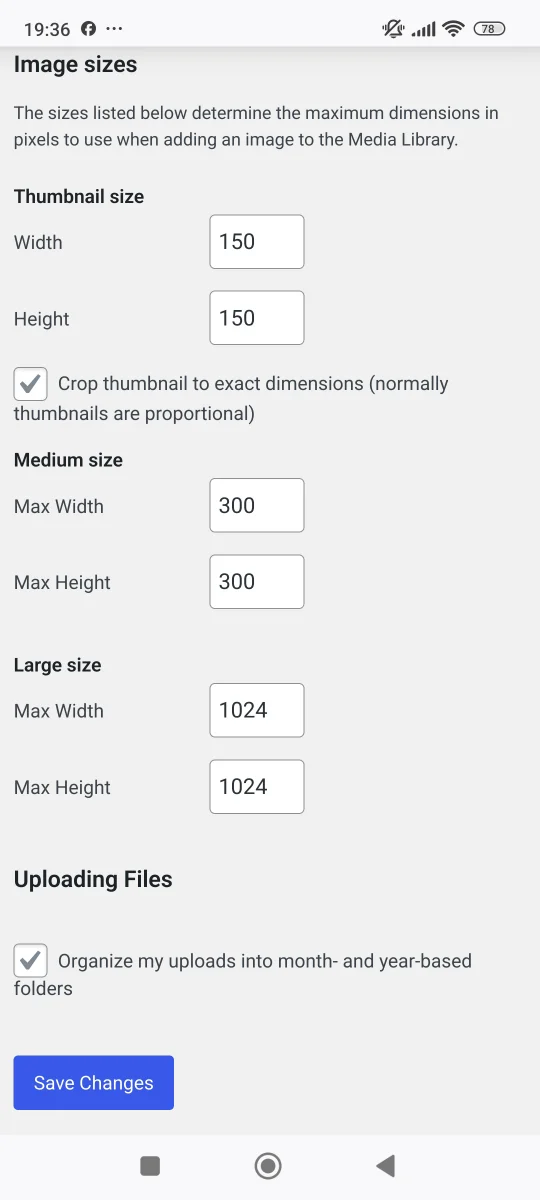 19:36
78
Image sizes
The sizes listed below determine the maximum dimensions in
pixels to use when adding an image to the Media Library.
Thumbnail size
Width 150
Height 150
Crop thumbnail to exact dimensions (normally
thumbnails are proportional)
Medium size
Max Width 300
Max Height 300
Large size
Max Width 1024
Max Height 1024
Uploading Files
Organize my uploads into month- and year-based
folders
Save Changes